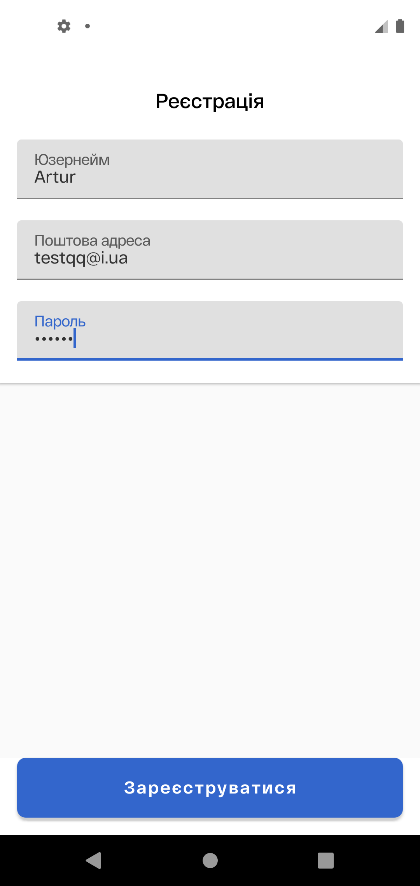 Реєстрація
Юзернейм
Artur
Поштова адреса
testqq@i.ua
Пароль
••••••
Зареєструватися